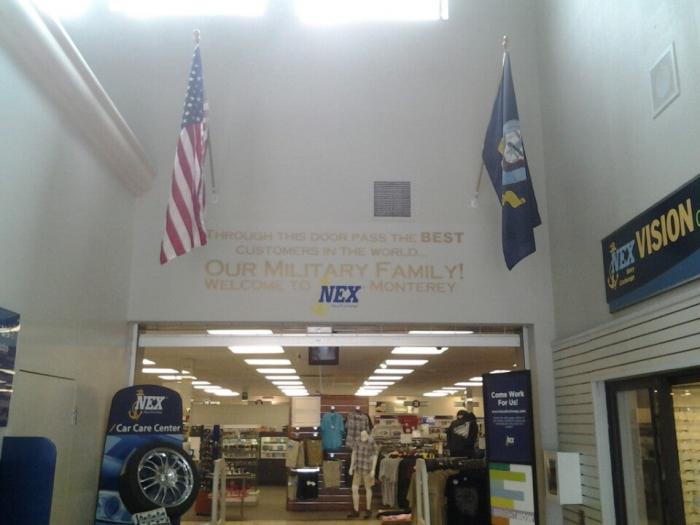 THROUGH THIS DOOR PASS THE BEST
CUSTOMERS IN THE WORLD...
OUR MILITARY FAMILY!
WELCOME TO NEX MONTEREY
NEX VISION
NEX
Car Care Center
Come Work
For Us!
NEX